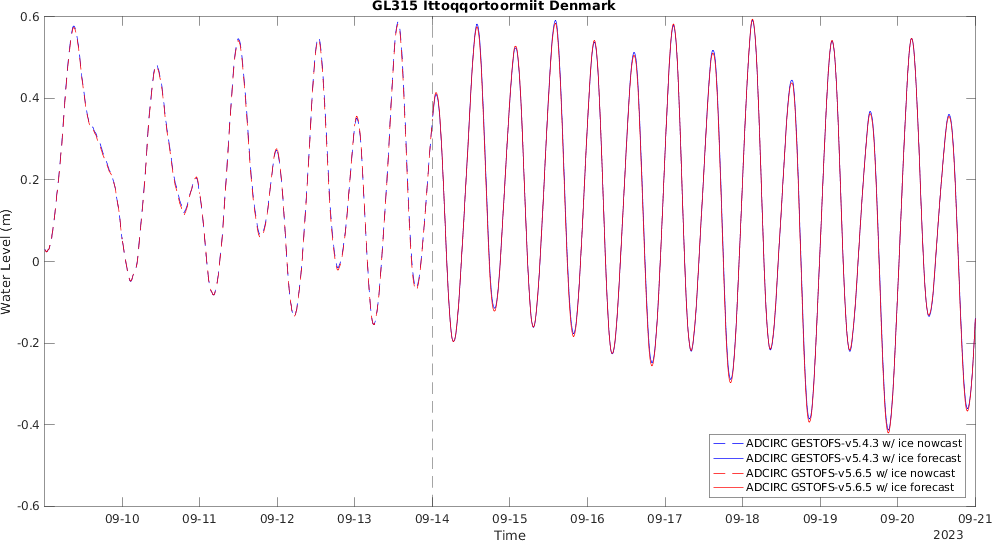 GL315 Ittoqqortoormiit Denmark
0.6
0.4
0.2
0
-0.2
-0.4
-0.6
Water Level (m)
ADCIRC GESTOFS-v5.4.3 w/ ice nowcast
ADCIRC GESTOFS-v5.4.3 w/ ice forecast
ADCIRC GSTOFS-v5.6.5 w/ ice nowcast
ADCIRC GSTOFS-v5.6.5 w/ ice forecast
09-10 09-11 09-12 09-13 09-14 09-15 09-16 09-17 09-18 09-19 09-20 09-21
Time
2023